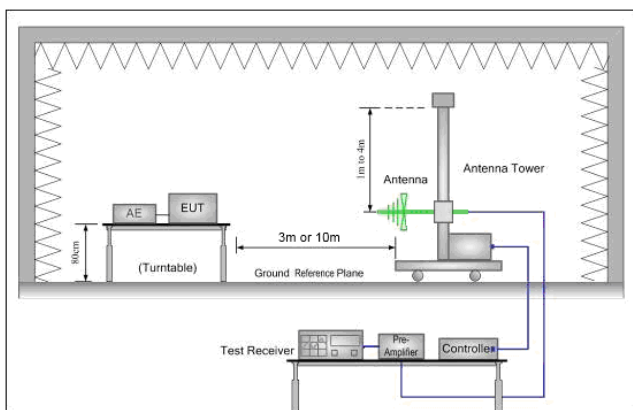 1m to 4m
Antenna
Antenna Tower
AE
EUT
80cm
(Turntable)
3m or 10m
Ground Reference Plane
Test Receiver
Pre-
Amplifier
Controlle